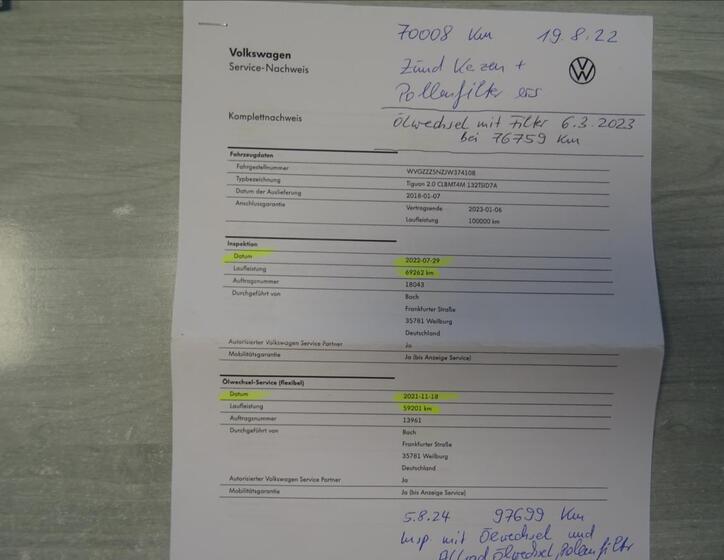 70008 Km 19.8.22
Volkswagen
Service-Nachweis
Zünd Kezen +
Pollenfilter ers
Komplettnachweis
Ölwechsel mit Filter 6.3.2023
bei 76759 Km
Fahrzeugdaten
Fahrgestellnummer WVGZZZ5NZJW374108
Typbezeichnung Tiguan 2.0 CLBMT4M 132TSID7A
Datum der Auslieferung 2018-01-07
Anschlussgarantie Vertragsende 2023-01-06
Laufleistung 100000 km
Inspektion
Datum 2022-07-29
Laufleistung 69262 km
Auftragsnummer 18043
Durchgeführt von Bach
Frankfurter Straße
35781 Weilburg
Deutschland
Autorisierter Volkswagen Service Partner Ja
Mobilitätsgarantie Ja (bis Anzeige Service)
Ölwechsel-Service (flexibel)
Datum 2021-11-18
Laufleistung 59201 km
Auftragsnummer 13961
Durchgeführt von Bach
Frankfurter Straße
35781 Weilburg
Deutschland
Autorisierter Volkswagen Service Partner Ja
Mobilitätsgarantie Ja (bis Anzeige Service)
5.8.24 97699 Km
Insp. mit Ölwechsel und
Allrad Ölwechsel, Polenfilter